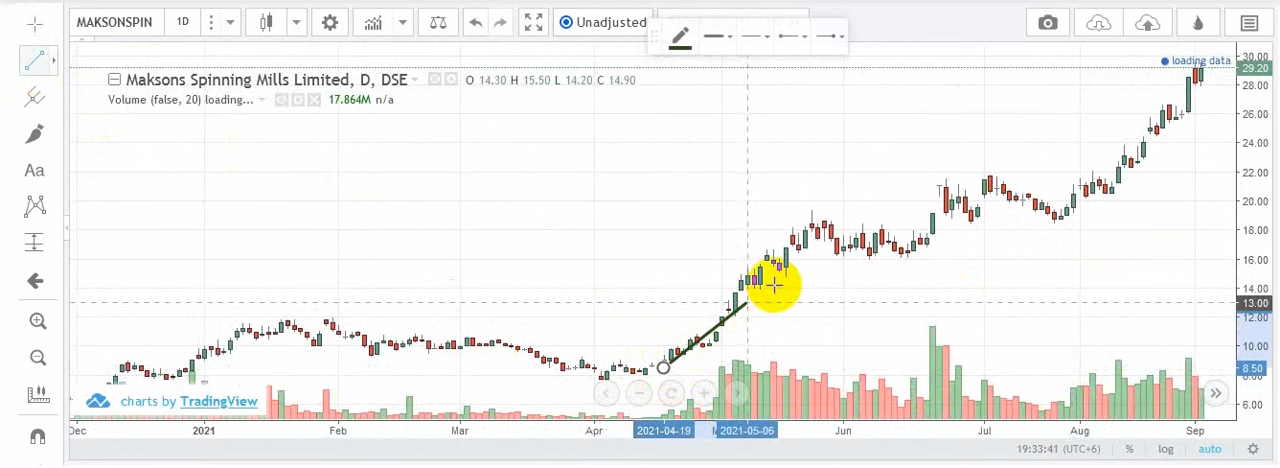 MAKSONSPIN 1D Unadjusted
30.00
loading data
29.20
Maksons Spinning Mills Limited, D, DSE O 14.30 H 15.50 L 14.20 C 14.90
28.00
Volume (false, 20) loading... 17.864M n/a
26.00
24.00
Aa
22.00
20.00
18.00
16.00
14.00
13.00
12.00
10.00
8.50
charts by TradingView
6.00
Dec 2021 Feb Mar Apr 2021-04-19 2021-05-06 Jun Jul Aug Sep
19:33:41 (UTC+6) % log auto